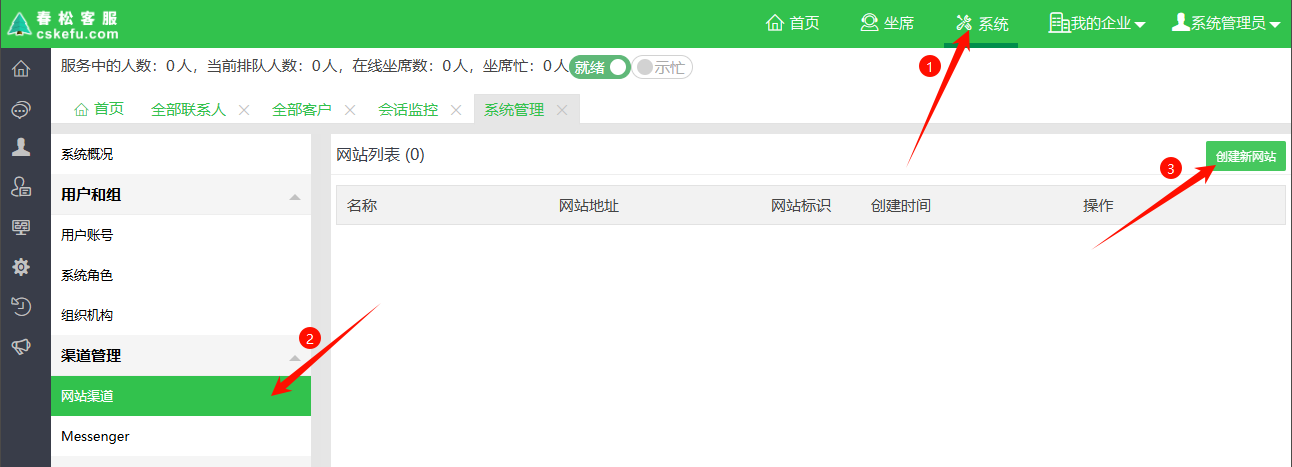 春松客服
cskefu.com
首页 坐席 系统 我的企业 系统管理员
1
服务中的人数：0人，当前排队人数：0人，在线坐席数：0人，坐席忙：0人 就绪 示忙
首页 全部联系人 全部客户 会话监控 系统管理
系统概况
网站列表 (0)
创建新网站
3
用户和组
名称 网站地址 网站标识 创建时间 操作
用户账号
系统角色
组织机构
2
渠道管理
网站渠道
Messenger